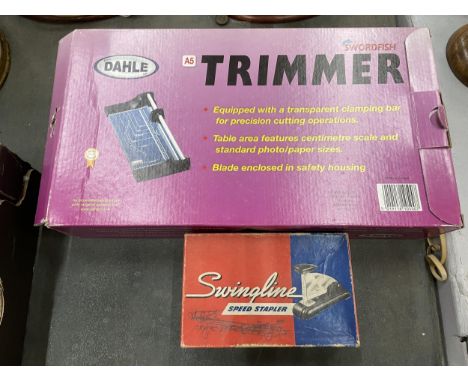 DAHLE
A5
SWORDFISH
TRIMMER
• Equipped with a transparent clamping bar
for precision cutting operations.
• Table area features centimetre scale and
standard photo/paper sizes.
• Blade enclosed in safety housing
Swingline
SPEED STAPLER